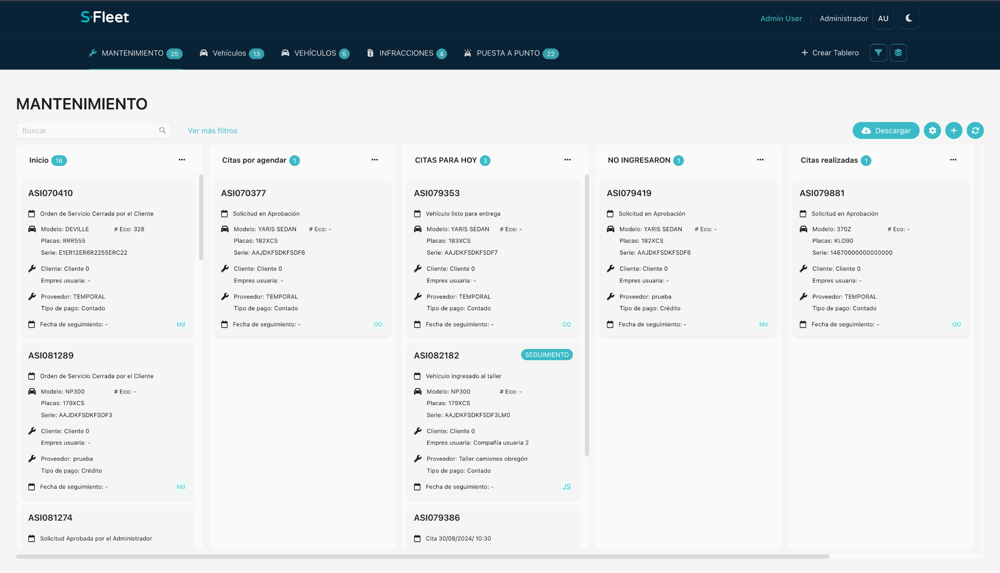 S·Fleet
Admin User
Administrador
AU
MANTENIMIENTO 25
Vehículos 13
VEHÍCULOS 5
INFRACCIONES 4
PUESTA A PUNTO 22
+ Crear Tablero
MANTENIMIENTO
Buscar
Ver más filtros
Descargar
Inicio 16
ASI070410
Orden de Servicio Cerrada por el Cliente
Modelo: DEVILLE # Eco: 328
Placas: RRR555
Serie: E1ER12ER6R2255ERC22
Cliente: Cliente 0
Empres usuaria: -
Proveedor: TEMPORAL
Tipo de pago: Contado
Fecha de seguimiento: - Md
ASI081289
Orden de Servicio Cerrada por el Cliente
Modelo: NP300 # Eco: -
Placas: 179XCS
Serie: AAJDKFSDKFSDF3
Cliente: Cliente 0
Empres usuaria: -
Proveedor: prueba
Tipo de pago: Crédito
Fecha de seguimiento: - Md
ASI081274
Solicitud Aprobada por el Administrador
Citas por agendar 1
ASI070377
Solicitud en Aprobación
Modelo: YARIS SEDAN # Eco: -
Placas: 182XCS
Serie: AAJDKFSDKFSDF6
Cliente: Cliente 0
Empres usuaria: -
Proveedor: TEMPORAL
Tipo de pago: Contado
Fecha de seguimiento: - OO
CITAS PARA HOY 3
ASI079353
Vehículo listo para entrega
Modelo: YARIS SEDAN # Eco: -
Placas: 183XCS
Serie: AAJDKFSDKFSDF7
Cliente: Cliente 0
Empres usuaria: -
Proveedor: TEMPORAL
Tipo de pago: Contado
Fecha de seguimiento: - OO
ASI082182 SEGUIMIENTO
Vehículo ingresado al taller
Modelo: NP300 # Eco: -
Placas: 179XCS
Serie: AAJDKFSDKFSDF3LM0
Cliente: Cliente 0
Empres usuaria: Compañía usuaria 2
Proveedor: Taller camiones obregón
Tipo de pago: Contado
Fecha de seguimiento: - JS
ASI079386
Cita 30/08/2024/ 10:30
NO INGRESARON 1
ASI079419
Solicitud en Aprobación
Modelo: YARIS SEDAN # Eco: -
Placas: 182XCS
Serie: AAJDKFSDKFSDF6
Cliente: Cliente 0
Empres usuaria: -
Proveedor: prueba
Tipo de pago: Crédito
Fecha de seguimiento: - Md
Citas realizadas 1
ASI079881
Solicitud en Aprobación
Modelo: 370Z # Eco: -
Placas: KLO90
Serie: 14670000000000000
Cliente: Cliente 0
Empres usuaria: -
Proveedor: TEMPORAL
Tipo de pago: Contado
Fecha de seguimiento: - OO